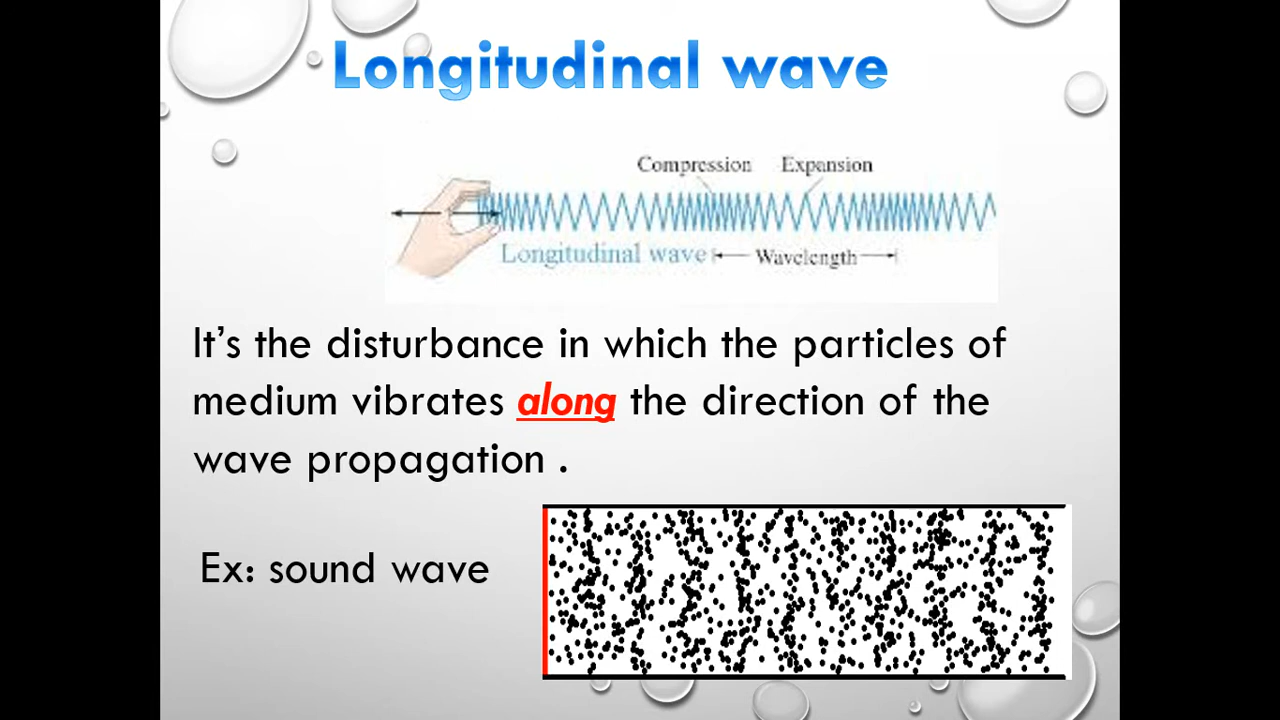 Longitudinal wave
Compression Expansion
Longitudinal wave Wavelength
It's the disturbance in which the particles of
medium vibrates along the direction of the
wave propagation .
Ex: sound wave